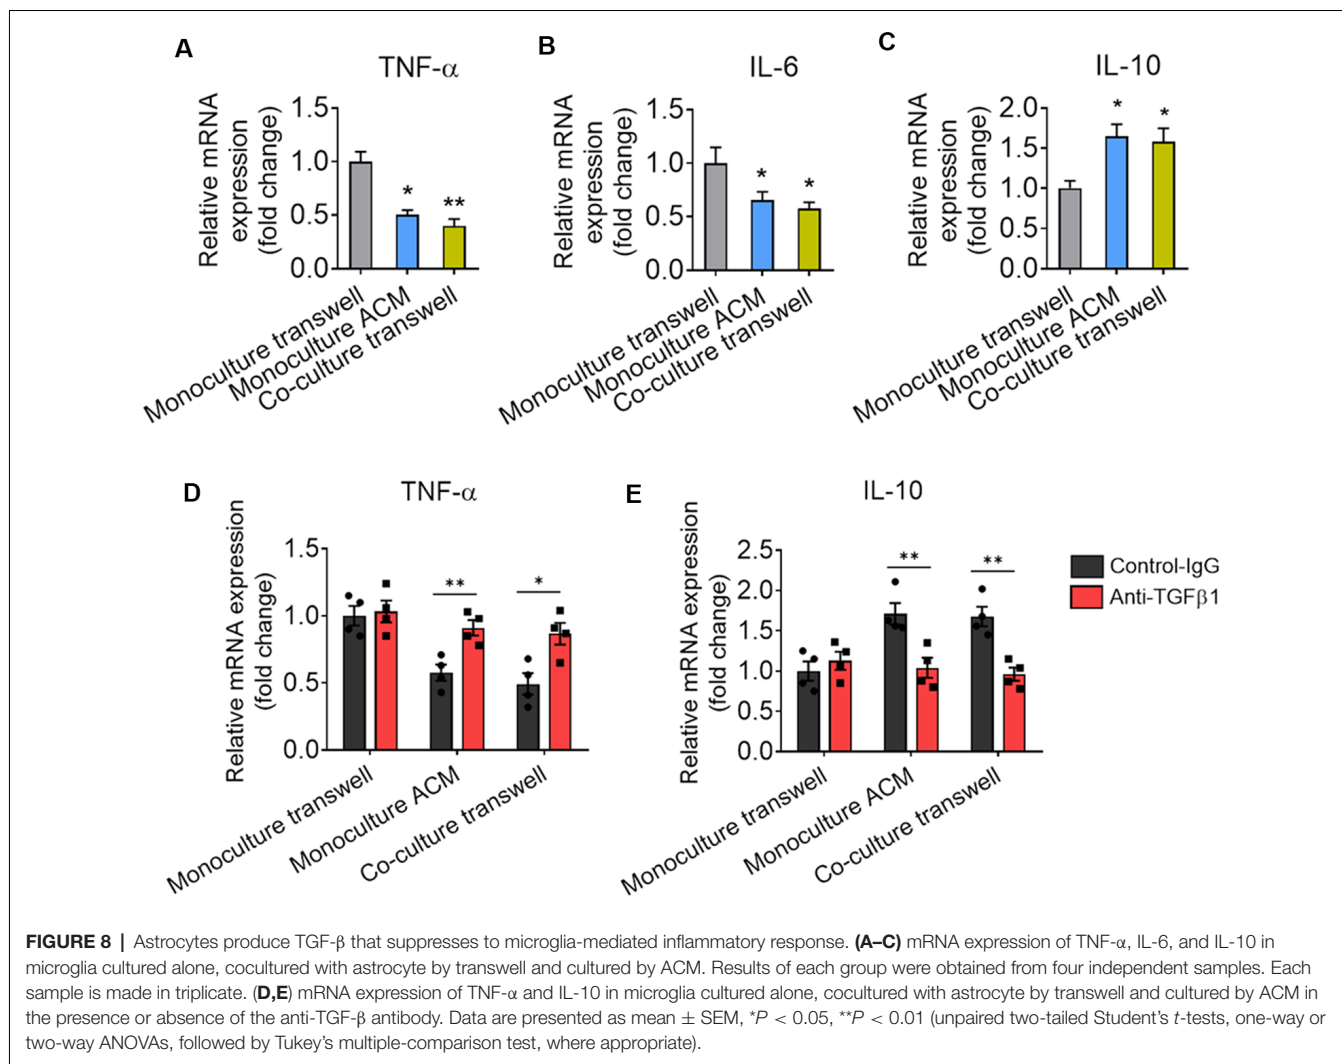 A
TNF-α
Relative mRNA
expression
(fold change)
1.5
1.0
0.5
0.0
*
**
Monoculture transwell
Monoculture ACM
Co-culture transwell
B
IL-6
Relative mRNA
expression
(fold change)
1.5
1.0
0.5
0.0
*
*
Monoculture transwell
Monoculture ACM
Co-culture transwell
C
IL-10
Relative mRNA
expression
(fold change)
2.0
1.5
1.0
0.5
0.0
*
*
Monoculture transwell
Monoculture ACM
Co-culture transwell
D
TNF-α
Relative mRNA expression
(fold change)
1.5
1.0
0.5
0.0
**
*
Monoculture transwell
Monoculture ACM
Co-culture transwell
E
IL-10
Relative mRNA expression
(fold change)
2.5
2.0
1.5
1.0
0.5
0.0
**
**
Monoculture transwell
Monoculture ACM
Co-culture transwell
Control-IgG
Anti-TGFβ1
FIGURE 8 | Astrocytes produce TGF-β that suppresses to microglia-mediated inflammatory response. (A–C) mRNA expression of TNF-α, IL-6, and IL-10 in
microglia cultured alone, cocultured with astrocyte by transwell and cultured by ACM. Results of each group were obtained from four independent samples. Each
sample is made in triplicate. (D,E) mRNA expression of TNF-α and IL-10 in microglia cultured alone, cocultured with astrocyte by transwell and cultured by ACM in
the presence or absence of the anti-TGF-β antibody. Data are presented as mean ± SEM, *P < 0.05, **P < 0.01 (unpaired two-tailed Student's t-tests, one-way or
two-way ANOVAs, followed by Tukey's multiple-comparison test, where appropriate).